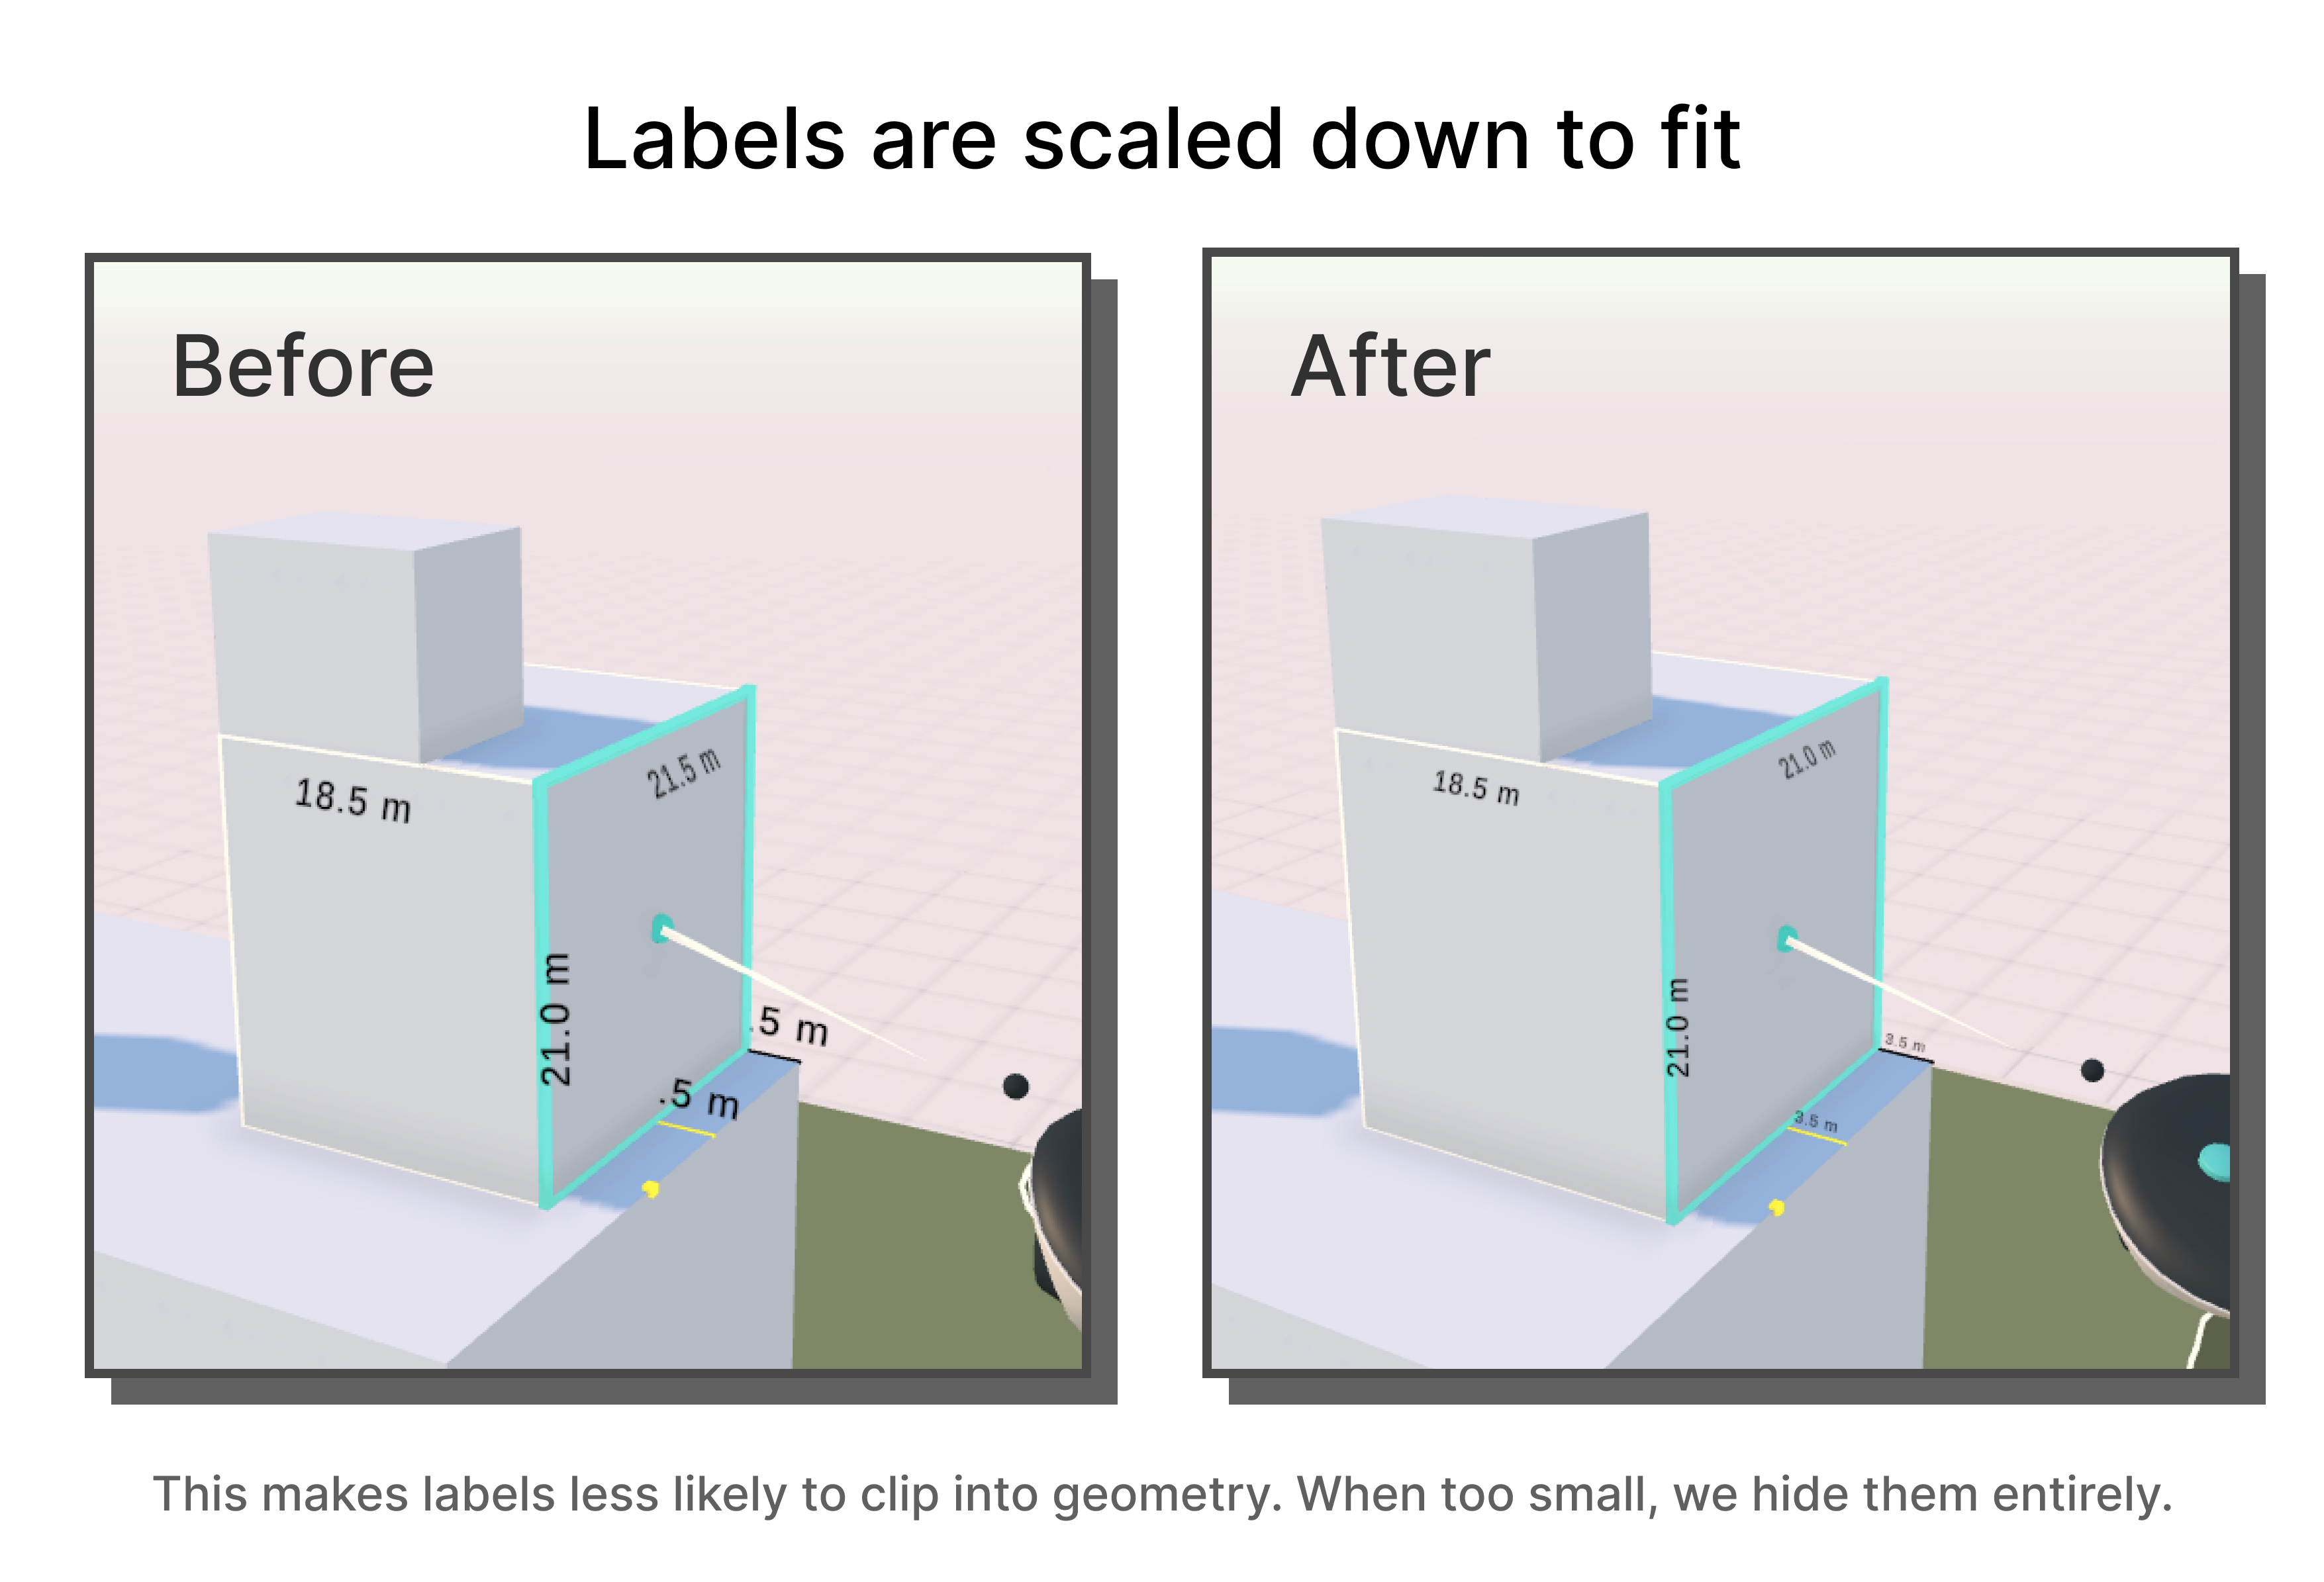 Labels are scaled down to fit
Before
18.5 m
21.5 m
21.0 m
.5 m
.5 m
After
18.5 m
21.0 m
21.0 m
3.5 m
3.5 m
This makes labels less likely to clip into geometry. When too small, we hide them entirely.